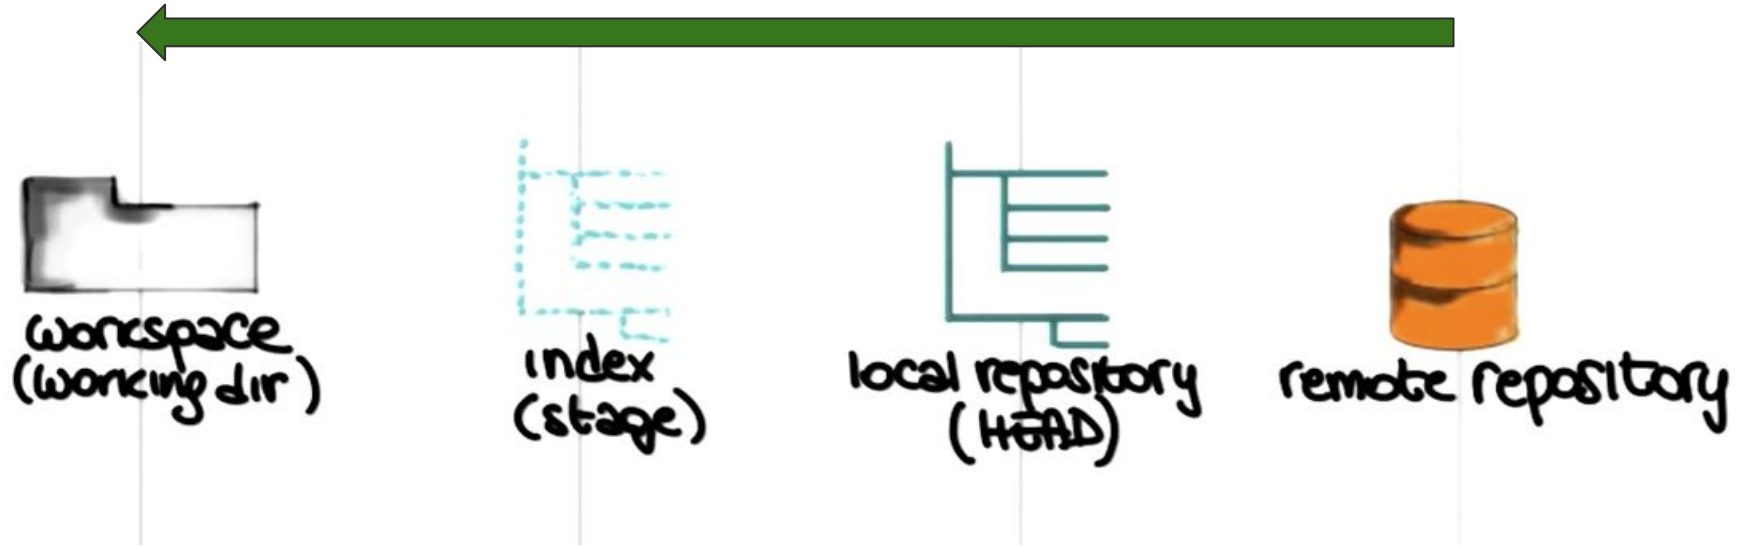 workspace
(working dir)
index
(stage)
local repository
(HEAD)
remote repository